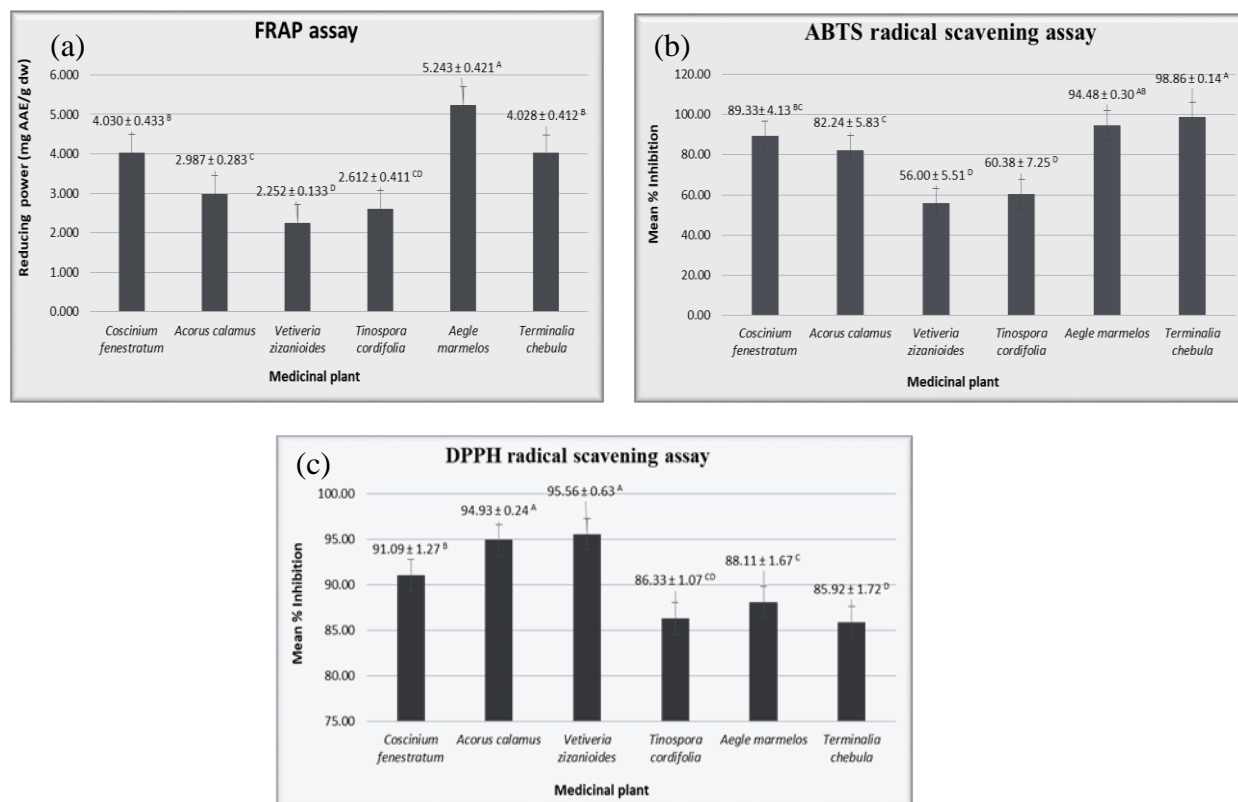 (a)
FRAP assay
Reducing power (mg AAE/g dw)
6.000
5.000
4.000
3.000
2.000
1.000
0.000
4.030 ± 0.433 B
2.987 ± 0.283 C
2.252 ± 0.133 D
2.612 ± 0.411 CD
5.243 ± 0.421 A
4.028 ± 0.412 B
Coscinium
fenestratum
Acorus calamus
Vetiveria
zizanioides
Tinospora
cordifolia
Aegle
marmelos
Terminalia
chebula
Medicinal plant
(b)
ABTS radical scavening assay
Mean % Inhibition
120.00
100.00
80.00
60.00
40.00
20.00
0.00
89.33 ± 4.13 BC
82.24 ± 5.83 C
56.00 ± 5.51 D
60.38 ± 7.25 D
94.48 ± 0.30 AB
98.86 ± 0.14 A
Coscinium
fenestratum
Acorus calamus
Vetiveria
zizanioides
Tinospora
cordifolia
Aegle marmelos
Terminalia
chebula
Medicinal plant
(c)
DPPH radical scavening assay
Mean % Inhibition
100.00
95.00
90.00
85.00
80.00
75.00
91.09 ± 1.27 B
94.93 ± 0.24 A
95.56 ± 0.63 A
86.33 ± 1.07 CD
88.11 ± 1.67 C
85.92 ± 1.72 D
Coscinium
fenestratum
Acorus calamus
Vetiveria
zizanioides
Tinospora
cordifolia
Aegle marmelos
Terminalia
chebula
Medicinal plant